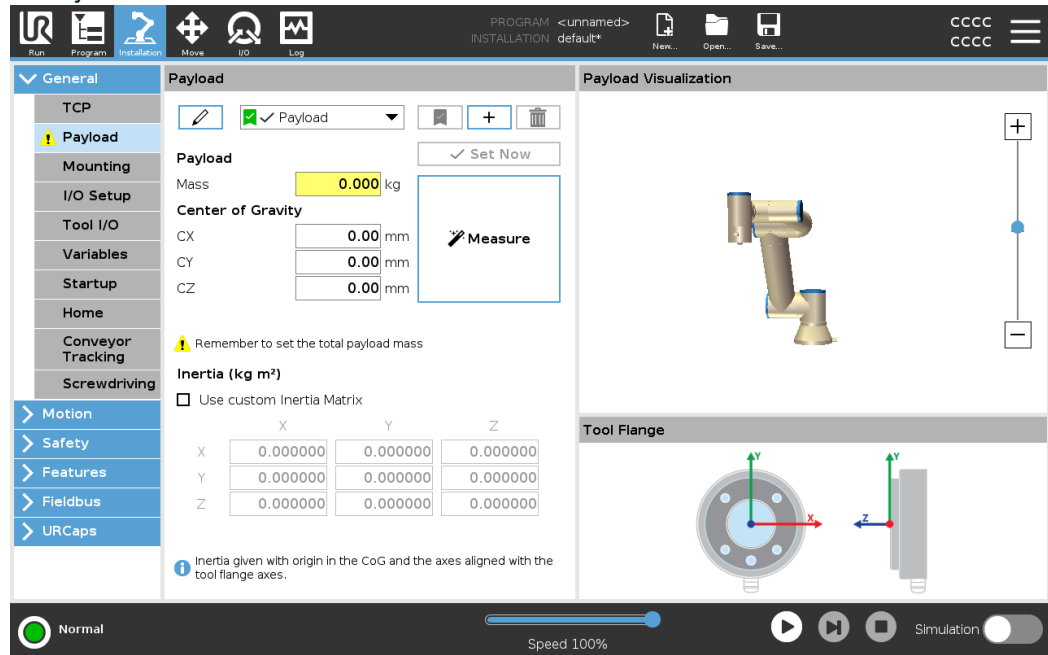 PROGRAM <unnamed>
INSTALLATION default*
Run Program Installation Move I/O Log New... Open... Save...
CCCC
CCCC
General
TCP
Payload
Mounting
I/O Setup
Tool I/O
Variables
Startup
Home
Conveyor
Tracking
Screwdriving
Motion
Safety
Features
Fieldbus
URCaps
Payload
Payload
Payload
Set Now
Mass 0.000 kg
Center of Gravity
CX 0.00 mm
CY 0.00 mm
CZ 0.00 mm
Measure
Remember to set the total payload mass
Inertia (kg m²)
Use custom Inertia Matrix
X Y Z
X 0.000000 0.000000 0.000000
Y 0.000000 0.000000 0.000000
Z 0.000000 0.000000 0.000000
Inertia given with origin in the CoG and the axes aligned with the
tool flange axes.
Payload Visualization
Tool Flange
Y
X
Y
Z
Normal
Speed 100%
Simulation